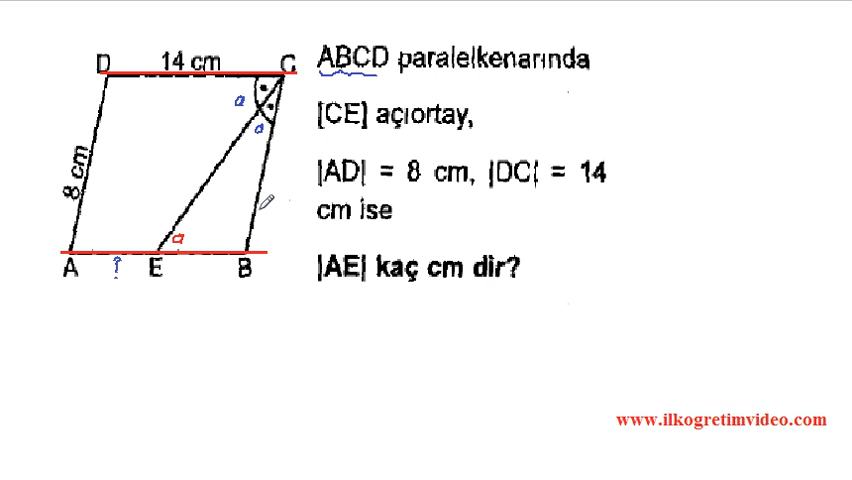 D 14 cm C
ABCD paralelkenarında
a
a
[CE] açıortay,
8 cm
|AD| = 8 cm, |DC| = 14
cm ise
a
A ? E B
|AE| kaç cm dir?
www.ilkogretimvideo.com